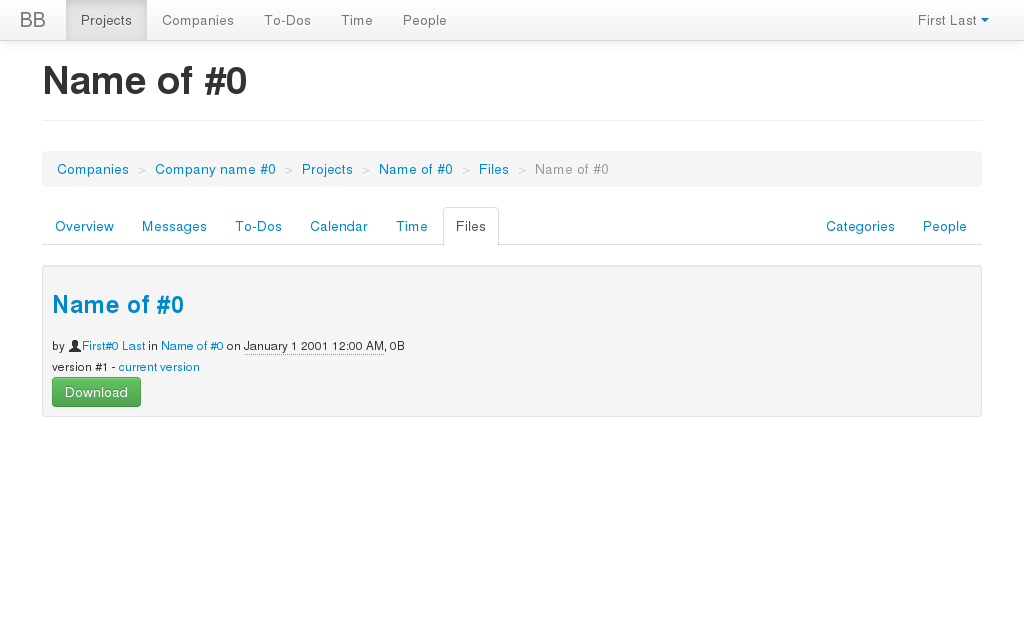 BB Projects Companies To-Dos Time People First Last
Name of #0
Companies > Company name #0 > Projects > Name of #0 > Files > Name of #0
Overview Messages To-Dos Calendar Time Files Categories People
Name of #0
by First#0 Last in Name of #0 on January 1 2001 12:00 AM, 0B
version #1 - current version
Download